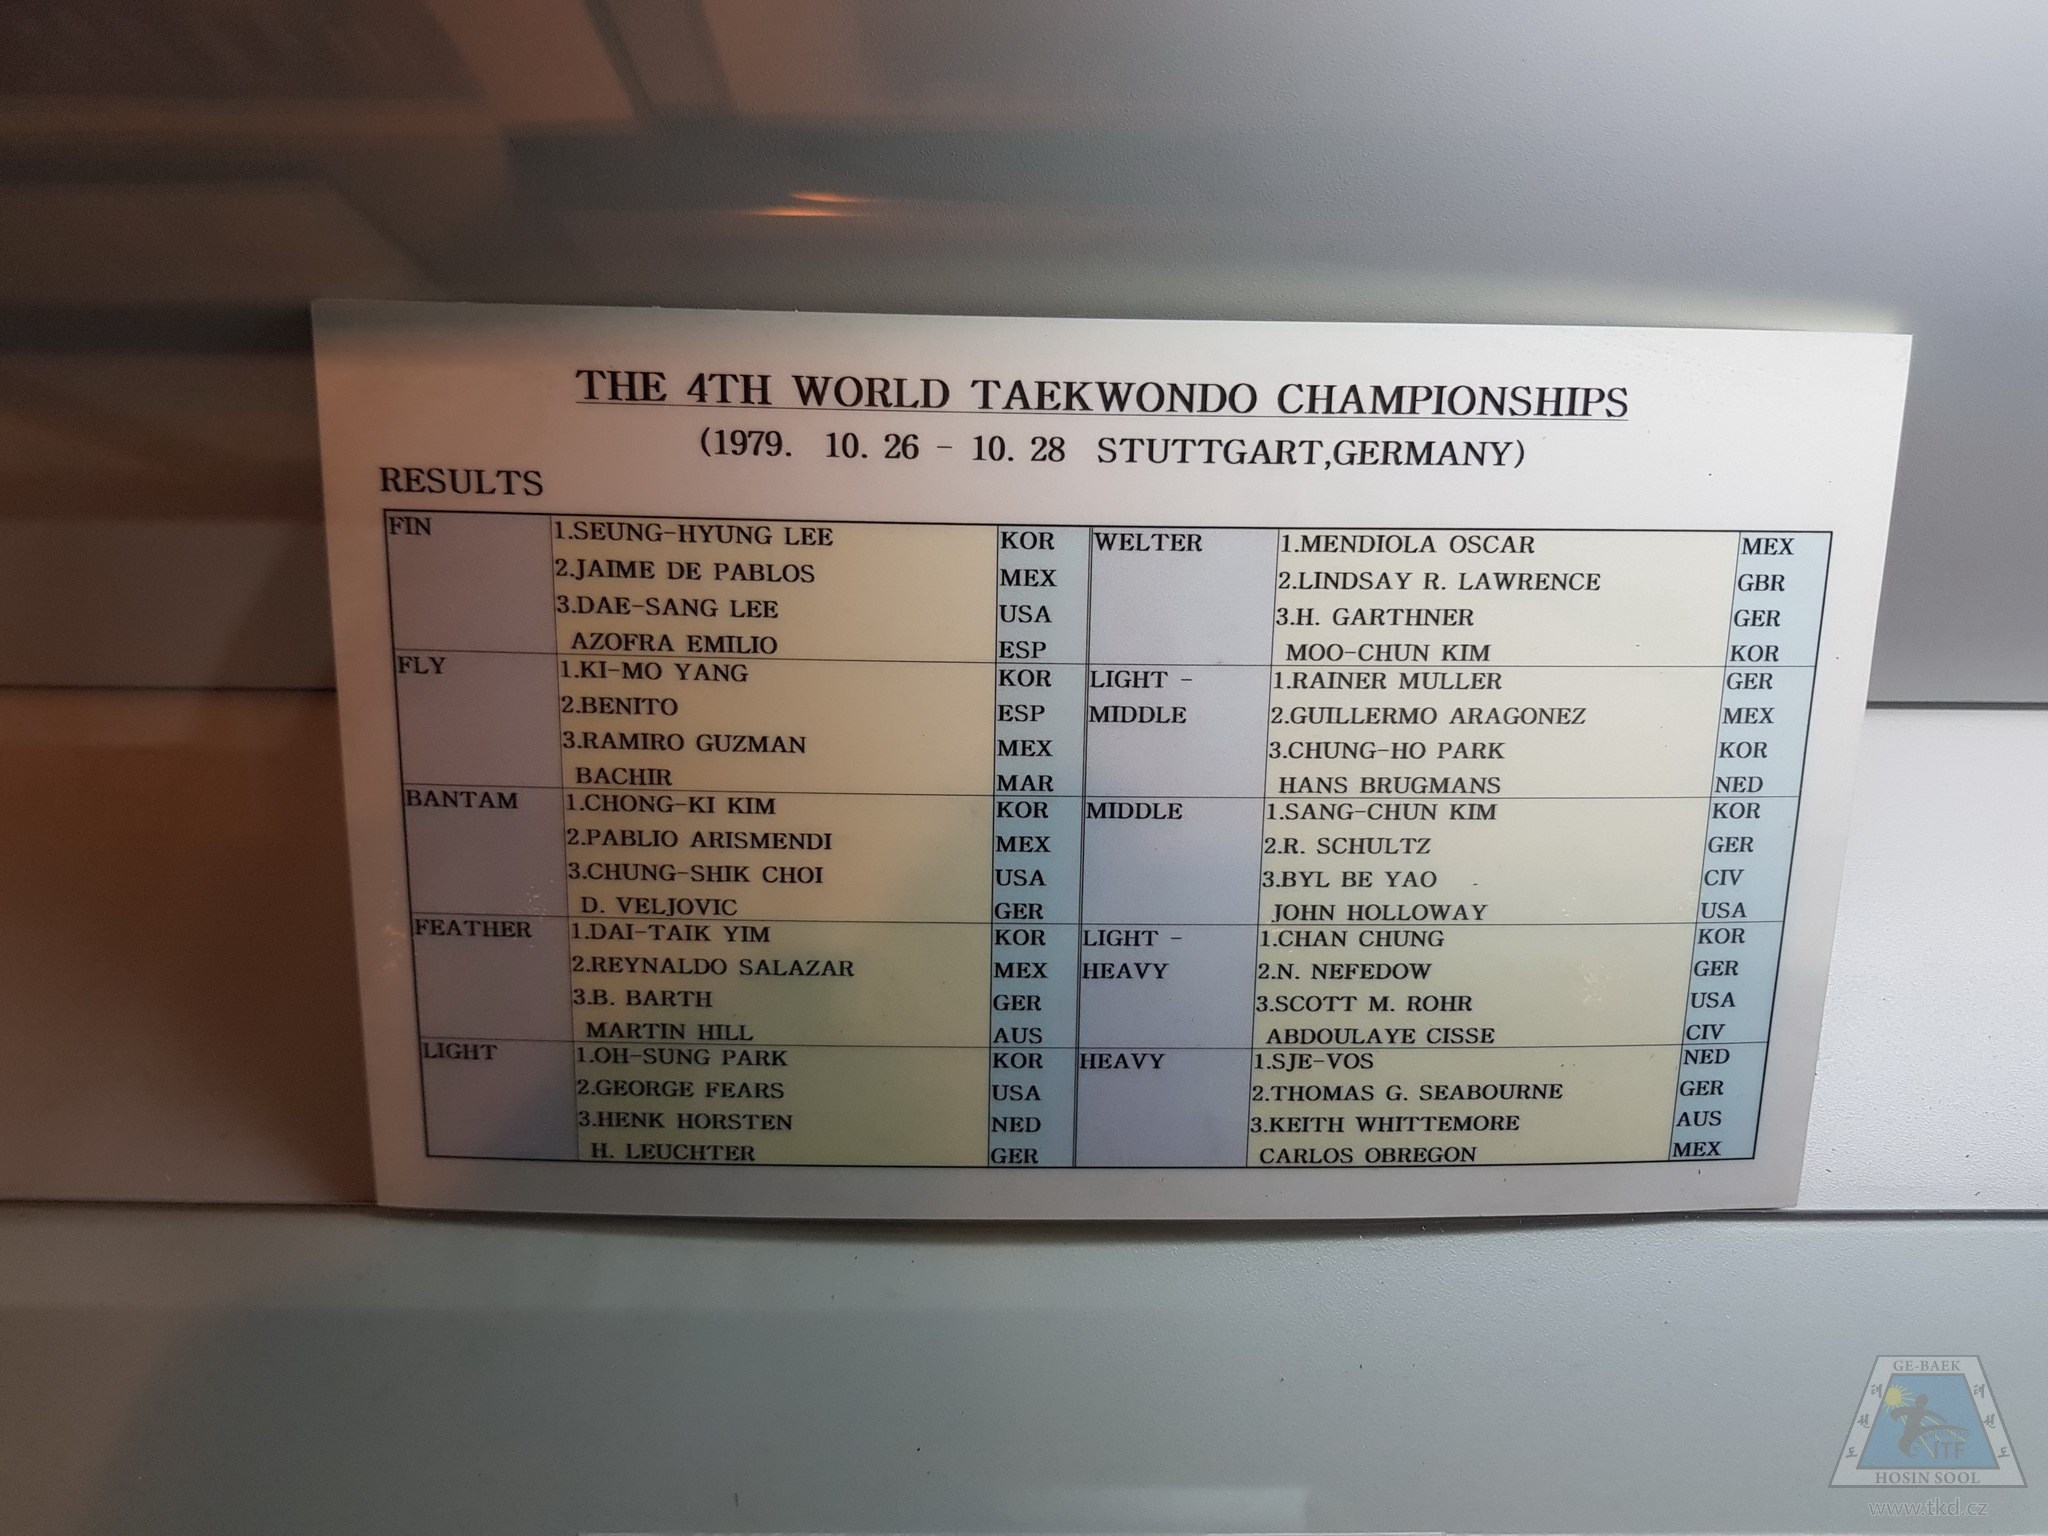 THE 4TH WORLD TAEKWONDO CHAMPIONSHIPS
(1979. 10. 26 - 10. 28 STUTTGART,GERMANY)
RESULTS
FIN
1.SEUNG-HYUNG LEE KOR
2.JAIME DE PABLOS MEX
3.DAE-SANG LEE USA
AZOFRA EMILIO ESP
FLY
1.KI-MO YANG KOR
2.BENITO ESP
3.RAMIRO GUZMAN MEX
BACHIR MAR
BANTAM
1.CHONG-KI KIM KOR
2.PABLIO ARISMENDI MEX
3.CHUNG-SHIK CHOI USA
D. VELJOVIC GER
FEATHER
1.DAI-TAIK YIM KOR
2.REYNALDO SALAZAR MEX
3.B. BARTH GER
MARTIN HILL AUS
LIGHT
1.OH-SUNG PARK KOR
2.GEORGE FEARS USA
3.HENK HORSTEN NED
H. LEUCHTER GER
WELTER
1.MENDIOLA OSCAR MEX
2.LINDSAY R. LAWRENCE GBR
3.H. GARTHNER GER
MOO-CHUN KIM KOR
LIGHT -
MIDDLE
1.RAINER MULLER GER
2.GUILLERMO ARAGONEZ MEX
3.CHUNG-HO PARK KOR
HANS BRUGMANS NED
MIDDLE
1.SANG-CHUN KIM KOR
2.R. SCHULTZ GER
3.BYL BE YAO CIV
JOHN HOLLOWAY USA
LIGHT -
HEAVY
1.CHAN CHUNG KOR
2.N. NEFEDOW GER
3.SCOTT M. ROHR USA
ABDOULAYE CISSE CIV
HEAVY
1.SJE-VOS NED
2.THOMAS G. SEABOURNE GER
3.KEITH WHITTEMORE AUS
CARLOS OBREGON MEX
GE-BAEK
태 태
권 권
도 도
ITF
HOSIN SOOL
www.tkd.cz